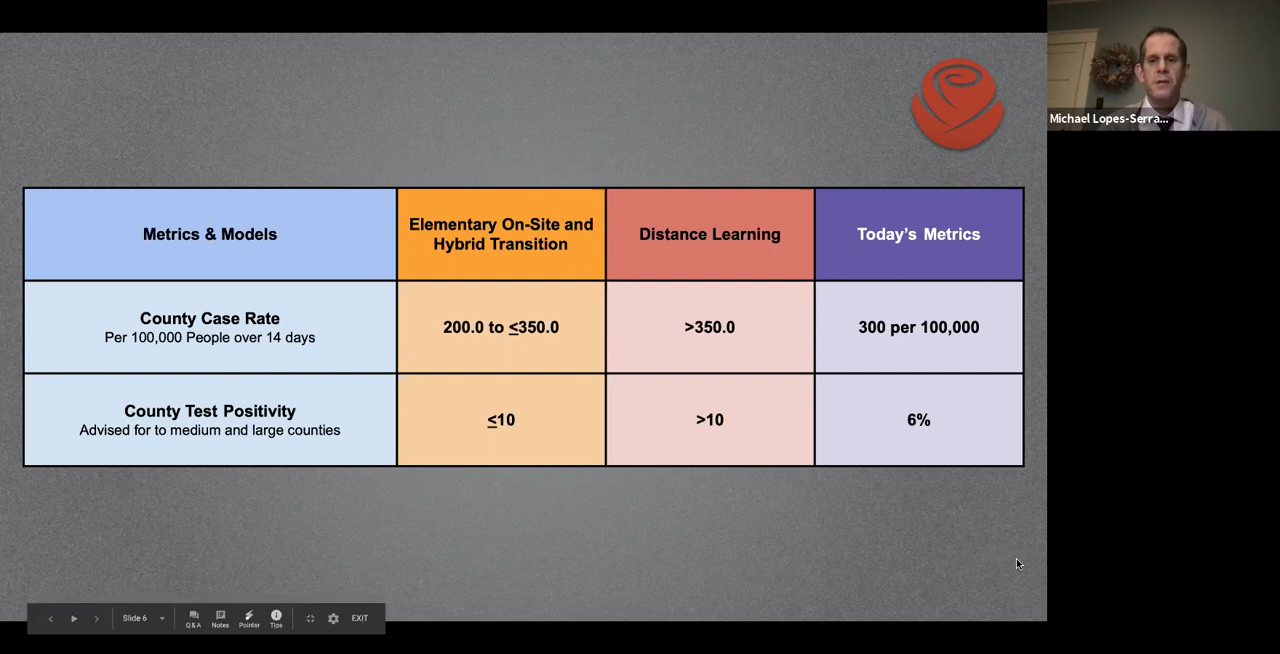 Michael Lopes-Serra...
Metrics & Models
Elementary On-Site and
Hybrid Transition
Distance Learning
Today's Metrics
County Case Rate
Per 100,000 People over 14 days
200.0 to ≤350.0
>350.0
300 per 100,000
County Test Positivity
Advised for to medium and large counties
≤10
>10
6%
Slide 6
Q&A
Notes
Pointer
Tips
EXIT